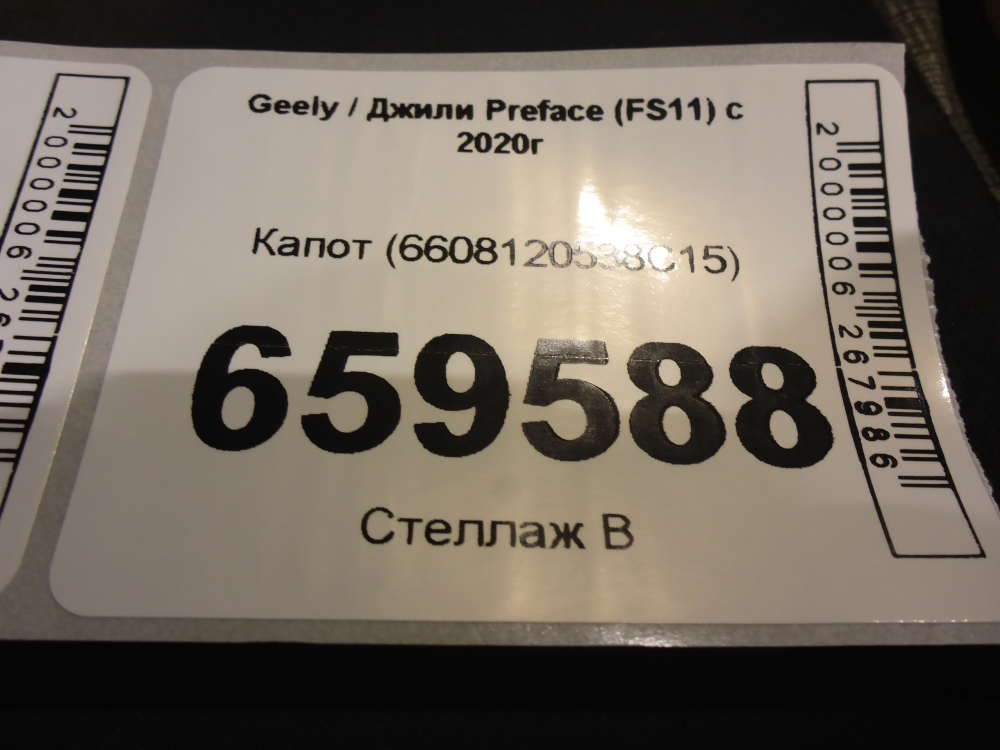 Geely / Джили Preface (FS11) с
2020г
Капот (6608120538C15)
659588
Стеллаж В
2000006267986